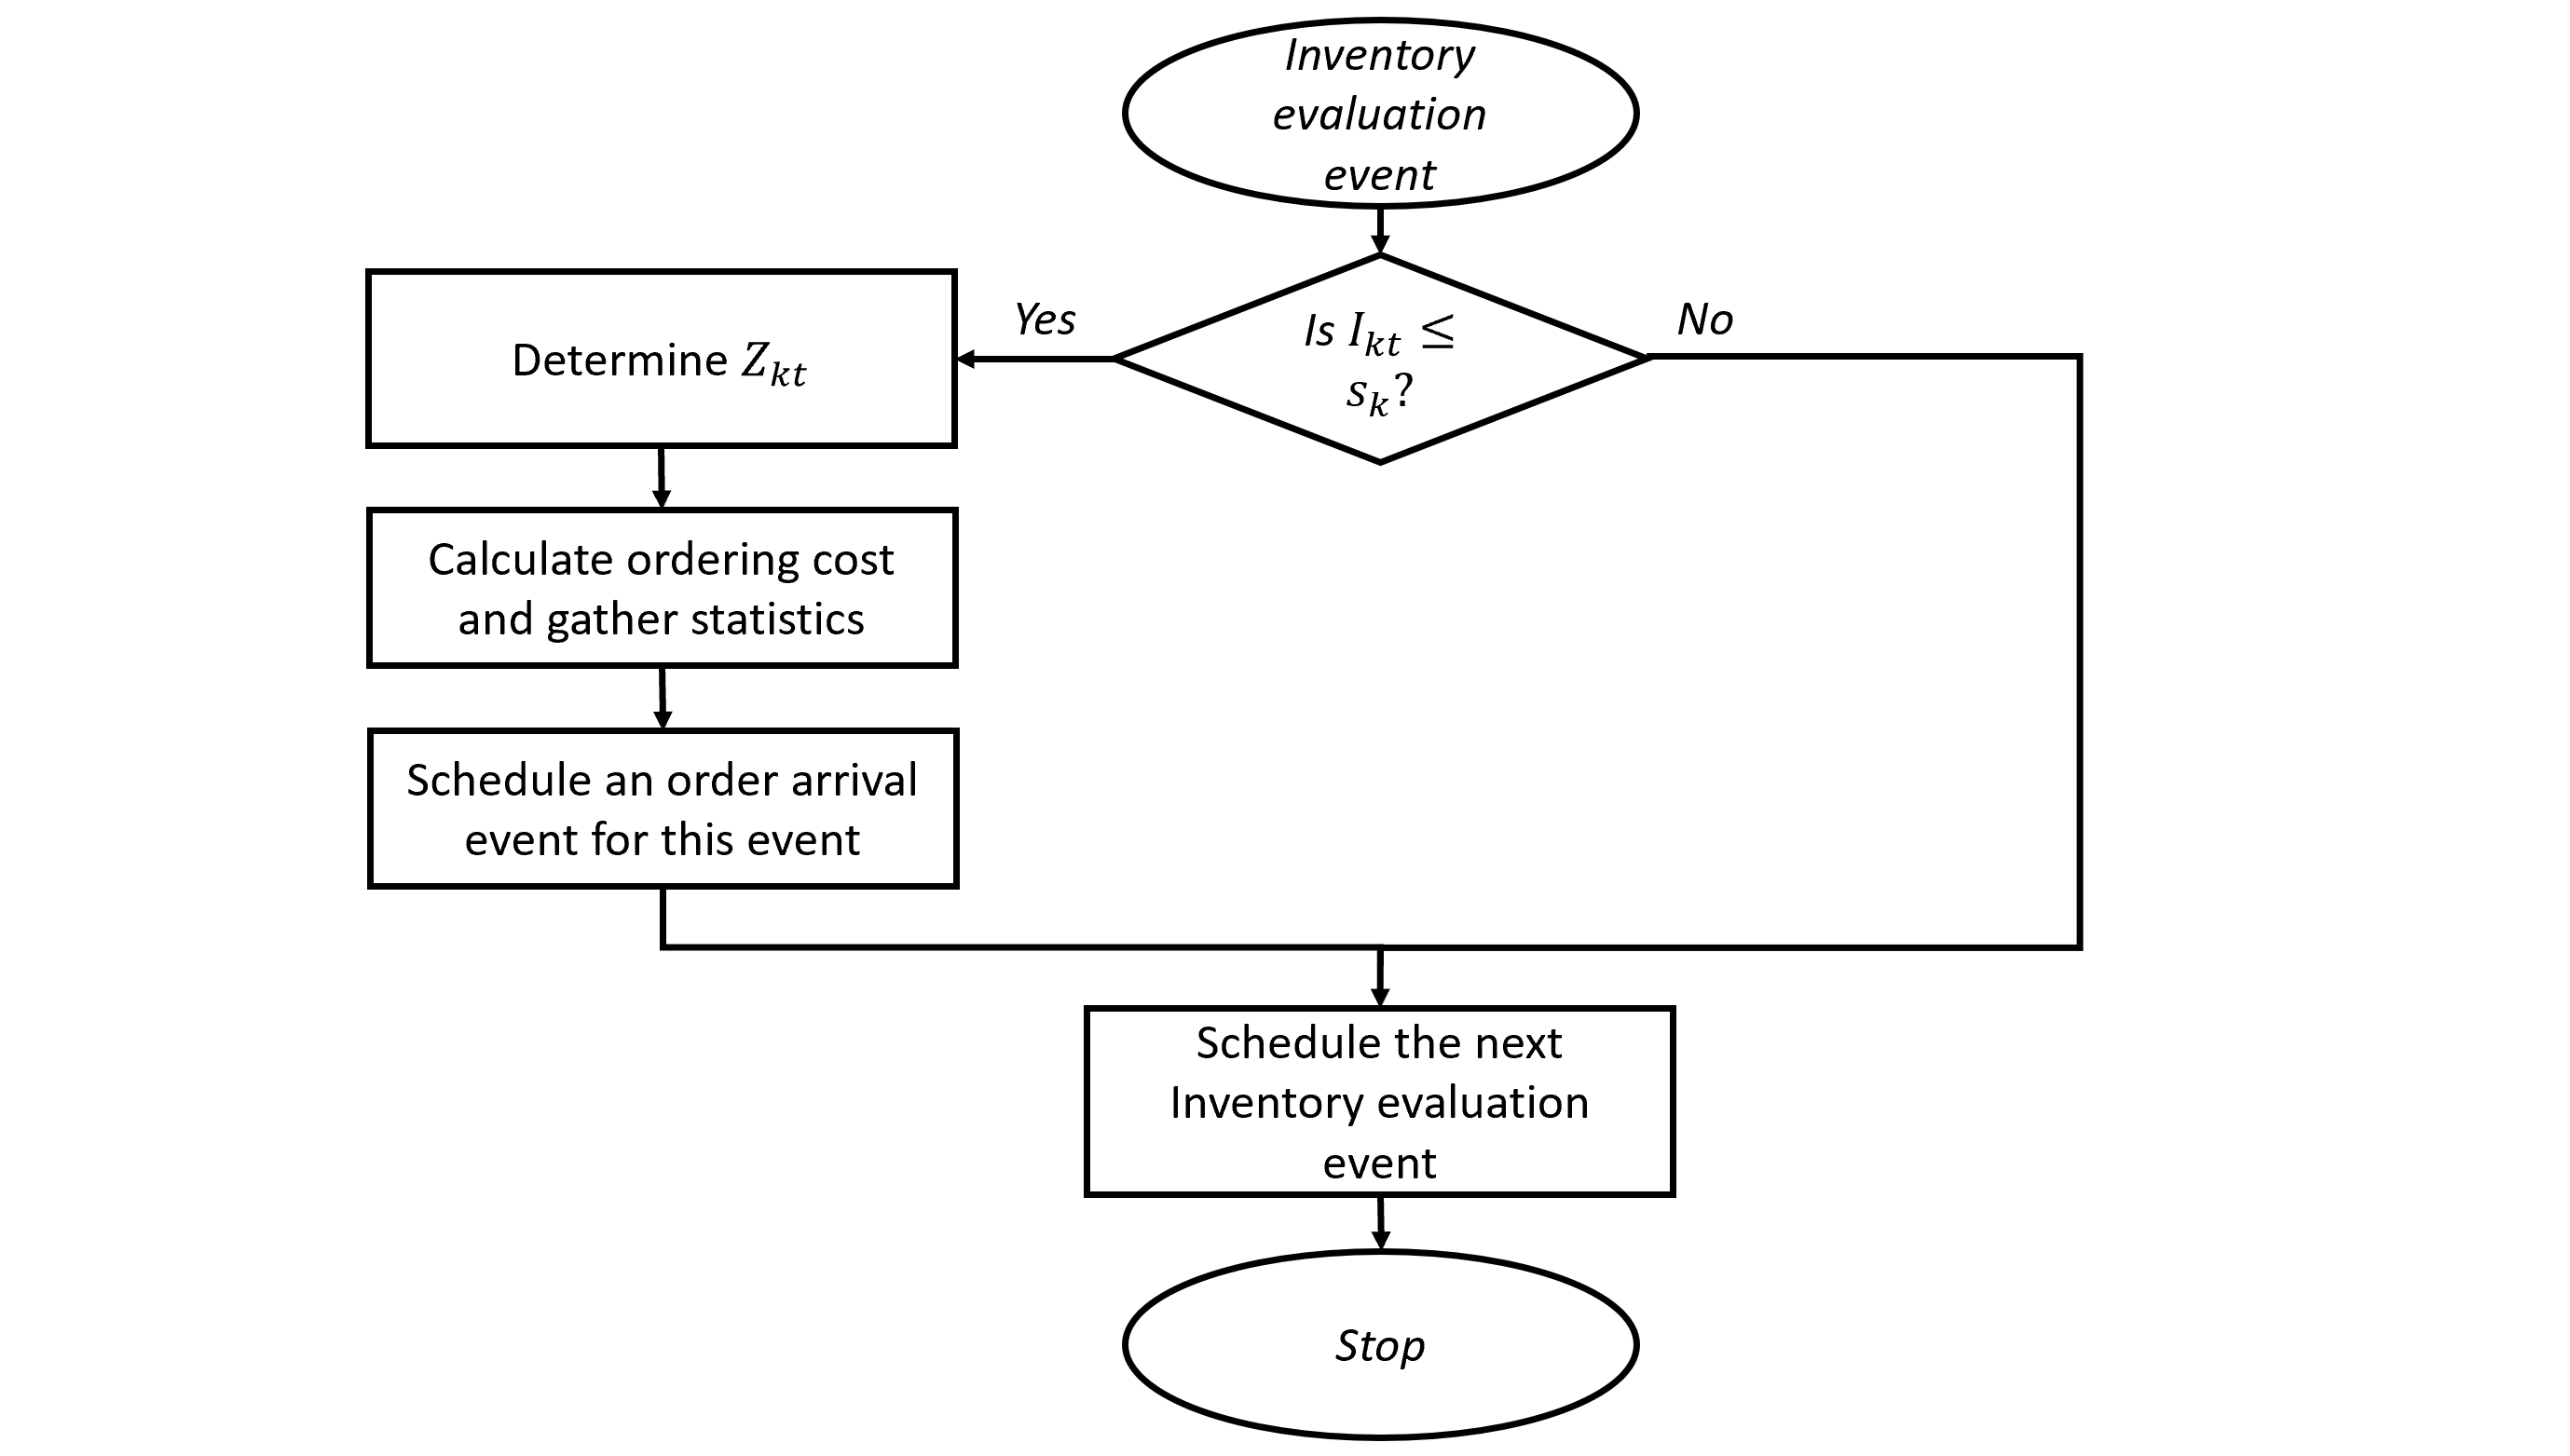 Inventory
evaluation
event
Is I_{kt} ≤
s_k?
Yes
No
Determine Z_{kt}
Calculate ordering cost
and gather statistics
Schedule an order arrival
event for this event
Schedule the next
Inventory evaluation
event
Stop